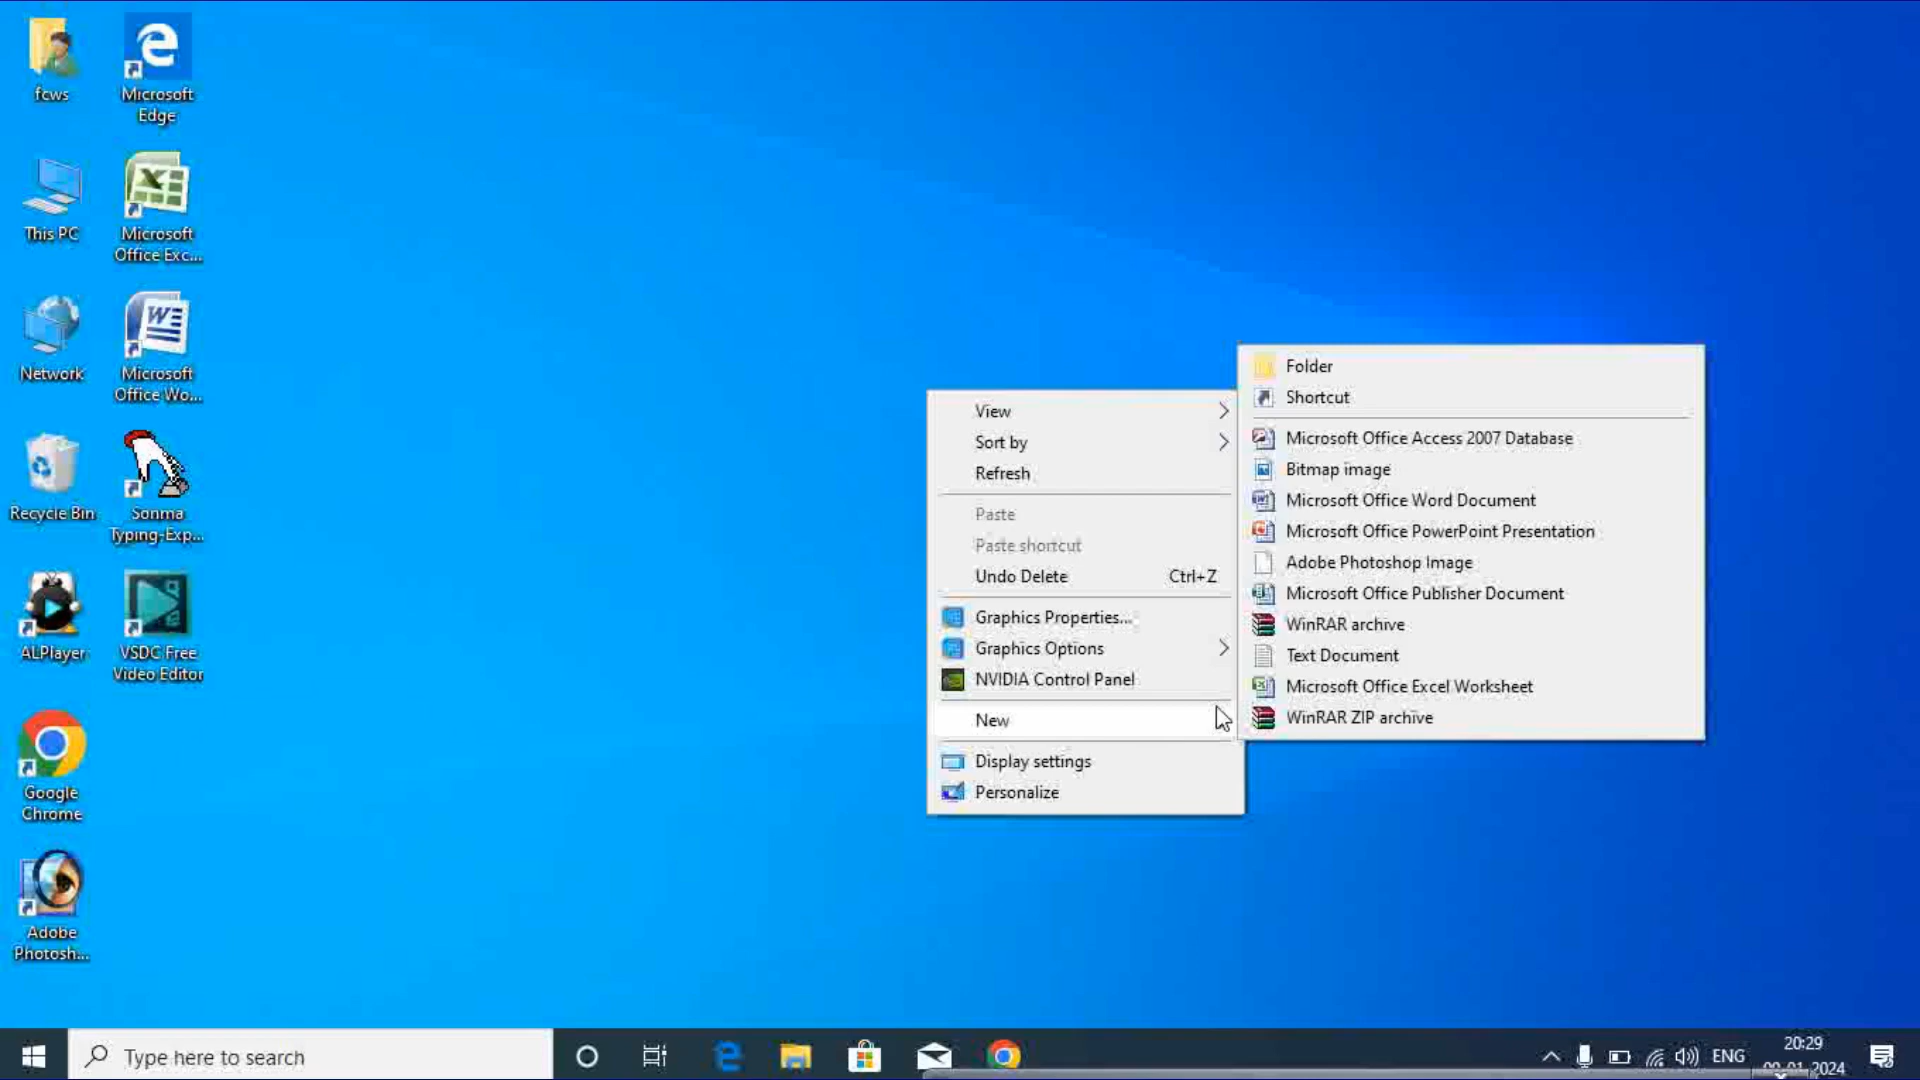 fcws
Microsoft
Edge
This PC
Microsoft
Office Exc...
Network
Microsoft
Office Wo...
Recycle Bin
Sonma
Typing-Exp...
ALPlayer
VSDC Free
Video Editor
Google
Chrome
Adobe
Photosh...
View
Sort by
Refresh
Paste
Paste shortcut
Undo Delete Ctrl+Z
Graphics Properties...
Graphics Options
NVIDIA Control Panel
New
Display settings
Personalize
Folder
Shortcut
Microsoft Office Access 2007 Database
Bitmap image
Microsoft Office Word Document
Microsoft Office PowerPoint Presentation
Adobe Photoshop Image
Microsoft Office Publisher Document
WinRAR archive
Text Document
Microsoft Office Excel Worksheet
WinRAR ZIP archive
Type here to search
ENG
20:29